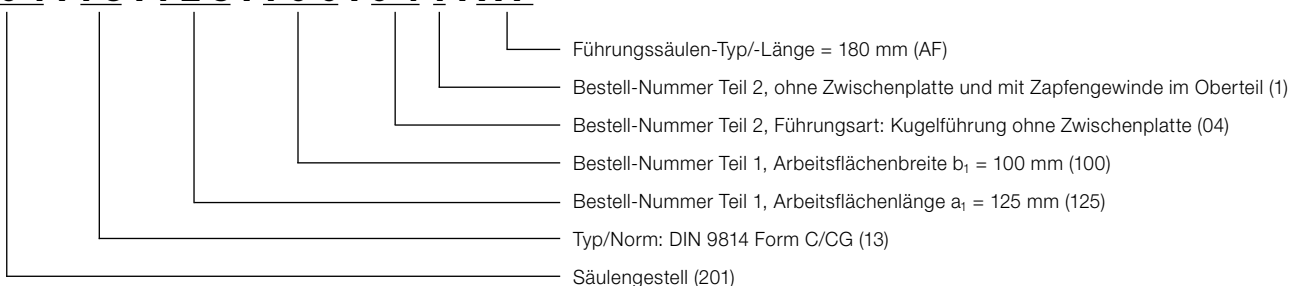 Führungssäulen-Typ/-Länge = 180 mm (AF)
Bestell-Nummer Teil 2, ohne Zwischenplatte und mit Zapfengewinde im Oberteil (1)
Bestell-Nummer Teil 2, Führungsart: Kugelführung ohne Zwischenplatte (04)
Bestell-Nummer Teil 1, Arbeitsflächenbreite b₁ = 100 mm (100)
Bestell-Nummer Teil 1, Arbeitsflächenlänge a₁ = 125 mm (125)
Typ/Norm: DIN 9814 Form C/CG (13)
Säulengestell (201)